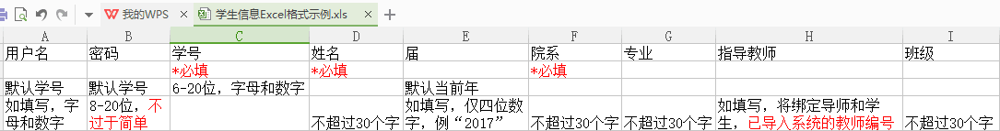 我的WPS
学生信息Excel格式示例.xls
A B C D E F G H I
用户名 密码 学号 姓名 届 院系 专业 指导教师 班级
*必填 *必填 *必填
默认学号 默认学号 6-20位，字母和数字 默认当前年
如填写，字 8-20位，不 如填写，仅四位数 如填写，将绑定导师和学
母和数字 过于简单 不超过30个字 字，例“2017” 不超过30个字 不超过30个字 生，已导入系统的教师编号 不超过30个字